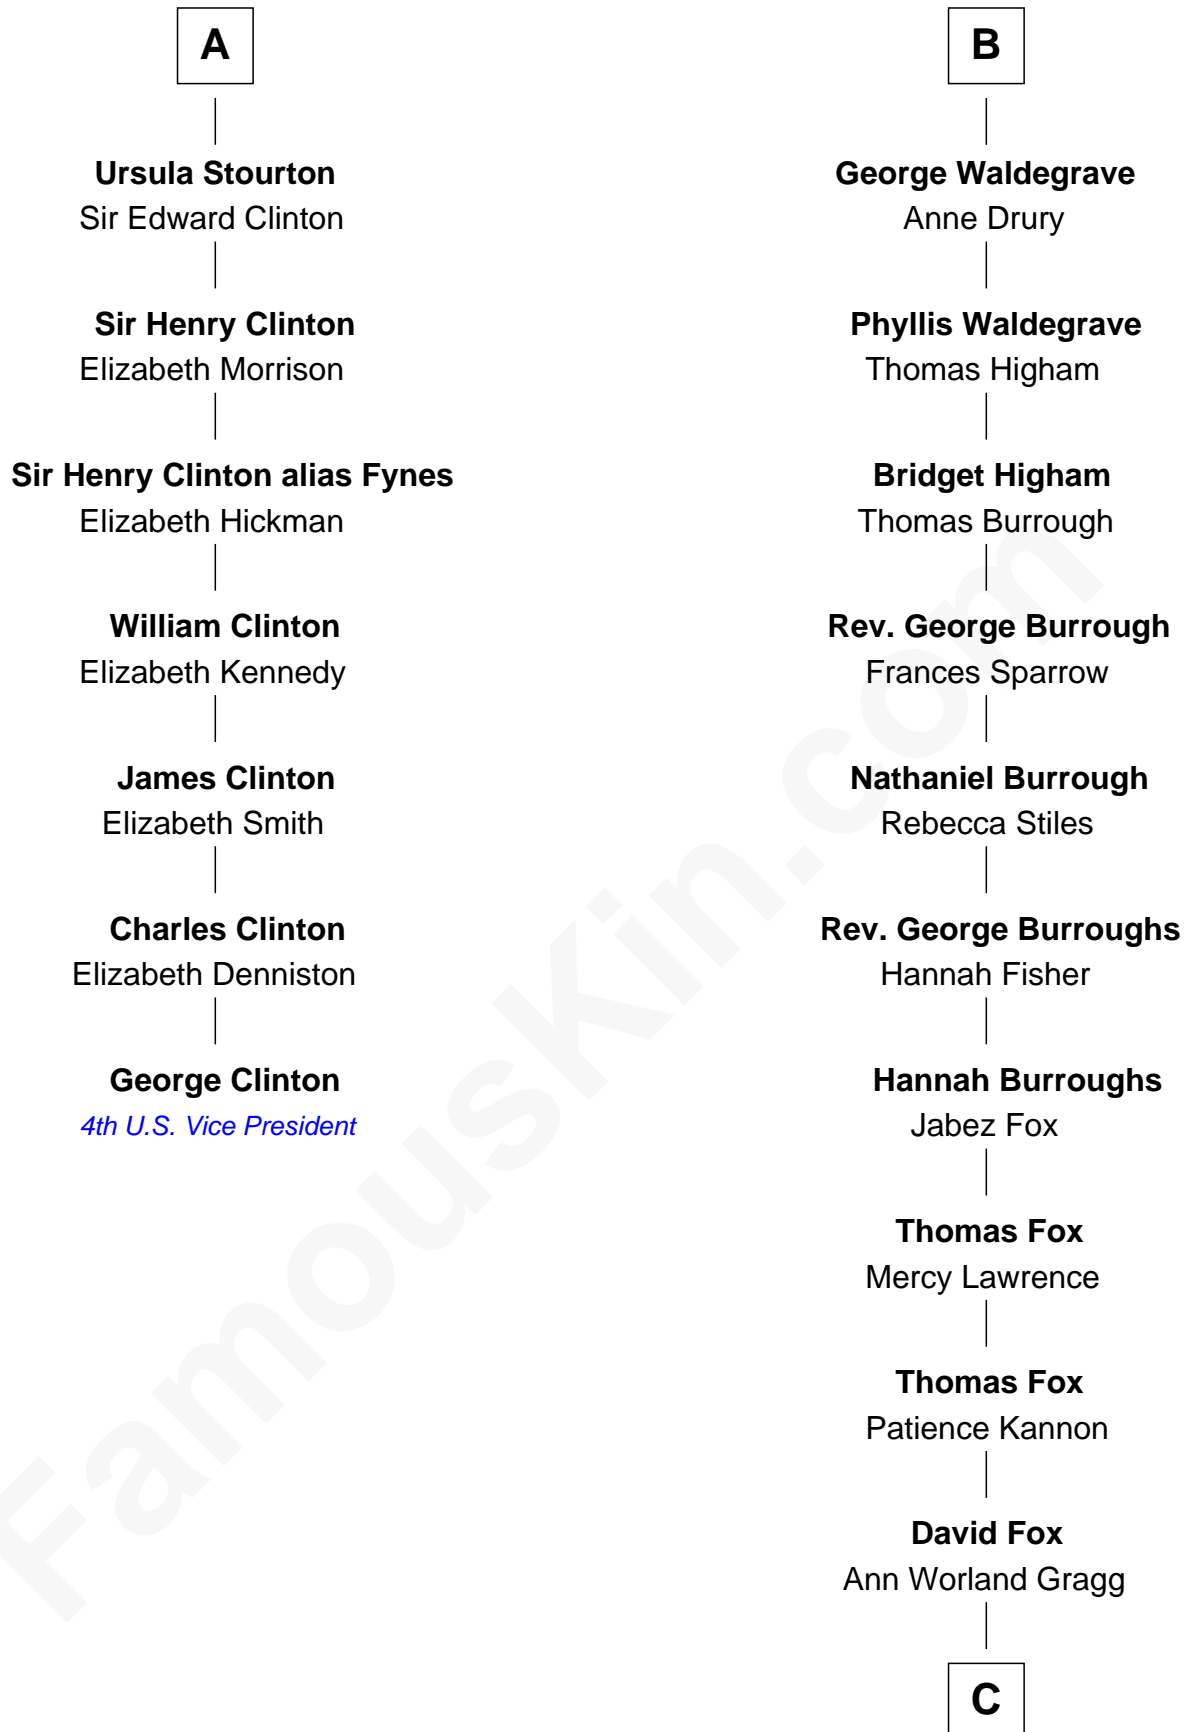 A
Ursula Stourton
Sir Edward Clinton
Sir Henry Clinton
Elizabeth Morrison
Sir Henry Clinton alias Fynes
Elizabeth Hickman
William Clinton
Elizabeth Kennedy
James Clinton
Elizabeth Smith
Charles Clinton
Elizabeth Denniston
George Clinton
4th U.S. Vice President
B
George Waldegrave
Anne Drury
Phyllis Waldegrave
Thomas Higham
Bridget Higham
Thomas Burrough
Rev. George Burrough
Frances Sparrow
Nathaniel Burrough
Rebecca Stiles
Rev. George Burroughs
Hannah Fisher
Hannah Burroughs
Jabez Fox
Thomas Fox
Mercy Lawrence
Thomas Fox
Patience Kannon
David Fox
Ann Worland Gragg
C
FamousKin.com